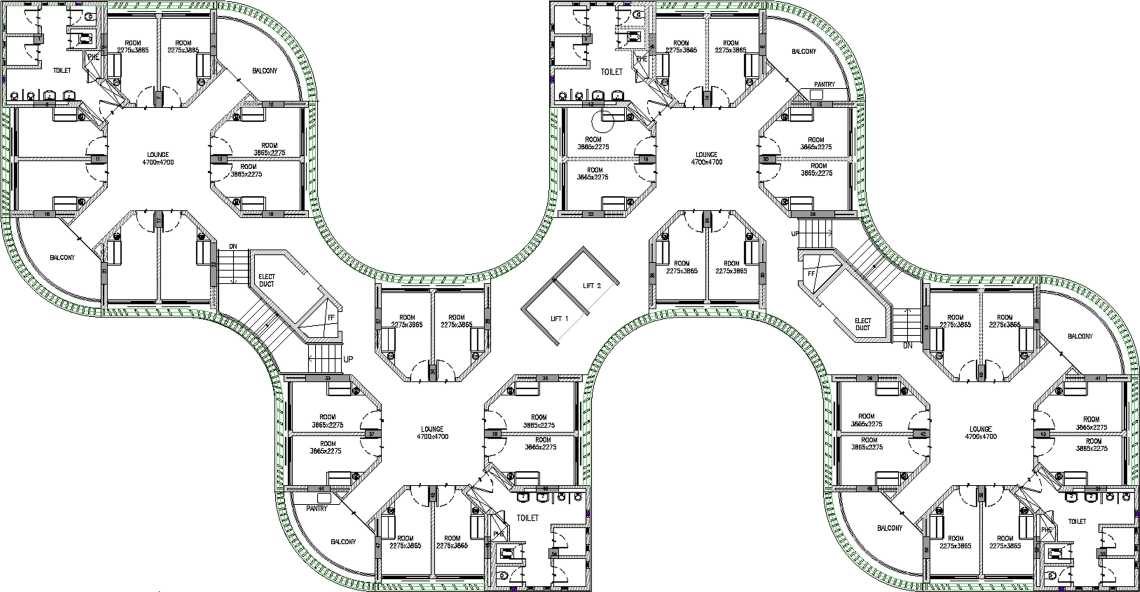 ROOM
2275x3865
ROOM
2275x3865
PHE
TOILET
BALCONY
LOUNGE
4700x4700
ROOM
3865x2275
ROOM
3865x2275
BALCONY
DN
ELECT
DUCT
FF
UP
ROOM
2275x3865
ROOM
2275x3865
PHE
TOILET
BALCONY
PANTRY
ROOM
3865x2275
ROOM
3865x2275
LOUNGE
4700x4700
ROOM
3865x2275
ROOM
3865x2275
ROOM
2275x3865
ROOM
2275x3865
UP
FF
ELECT
DUCT
DN
LIFT 2
LIFT 1
ROOM
2275x3865
ROOM
2275x3865
ROOM
3865x2275
ROOM
3865x2275
LOUNGE
4700x4700
ROOM
3865x2275
ROOM
3865x2275
PANTRY
BALCONY
ROOM
2275x3865
ROOM
2275x3865
PHE
TOILET
ROOM
2275x3865
ROOM
2275x3865
BALCONY
ROOM
3865x2275
ROOM
3865x2275
LOUNGE
4700x4700
ROOM
3865x2275
ROOM
3865x2275
BALCONY
ROOM
2275x3865
ROOM
2275x3865
PHE
TOILET